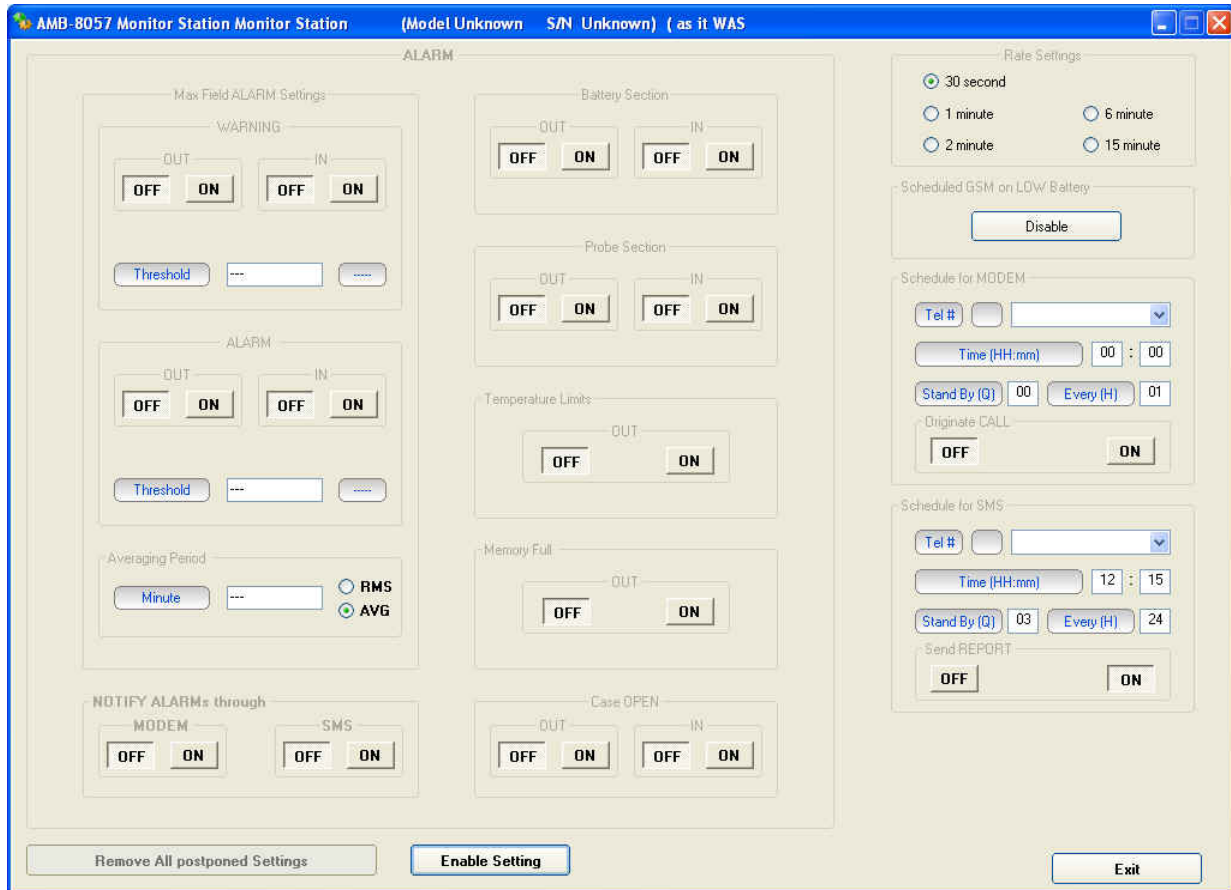 AMB-8057 Monitor Station Monitor Station (Model Unknown S/N Unknown) ( as it WAS
ALARM
Max Field ALARM Settings
WARNING
OUT IN
OFF ON OFF ON
Threshold --- -----
ALARM
OUT IN
OFF ON OFF ON
Threshold --- -----
Averaging Period
Minute --- RMS
AVG
NOTIFY ALARMs through
MODEM SMS
OFF ON OFF ON
Battery Section
OUT IN
OFF ON OFF ON
Probe Section
OUT IN
OFF ON OFF ON
Temperature Limits
OUT
OFF ON
Memory Full
OUT
OFF ON
Case OPEN
OUT IN
OFF ON OFF ON
Rate Settings
30 second
1 minute 6 minute
2 minute 15 minute
Scheduled GSM on LOW Battery
Disable
Schedule for MODEM
Tel #
Time (HH:mm) 00 : 00
Stand By (Q) 00 Every (H) 01
Originate CALL
OFF ON
Schedule for SMS
Tel #
Time (HH:mm) 12 : 15
Stand By (Q) 03 Every (H) 24
Send REPORT
OFF ON
Remove All postponed Settings Enable Setting Exit